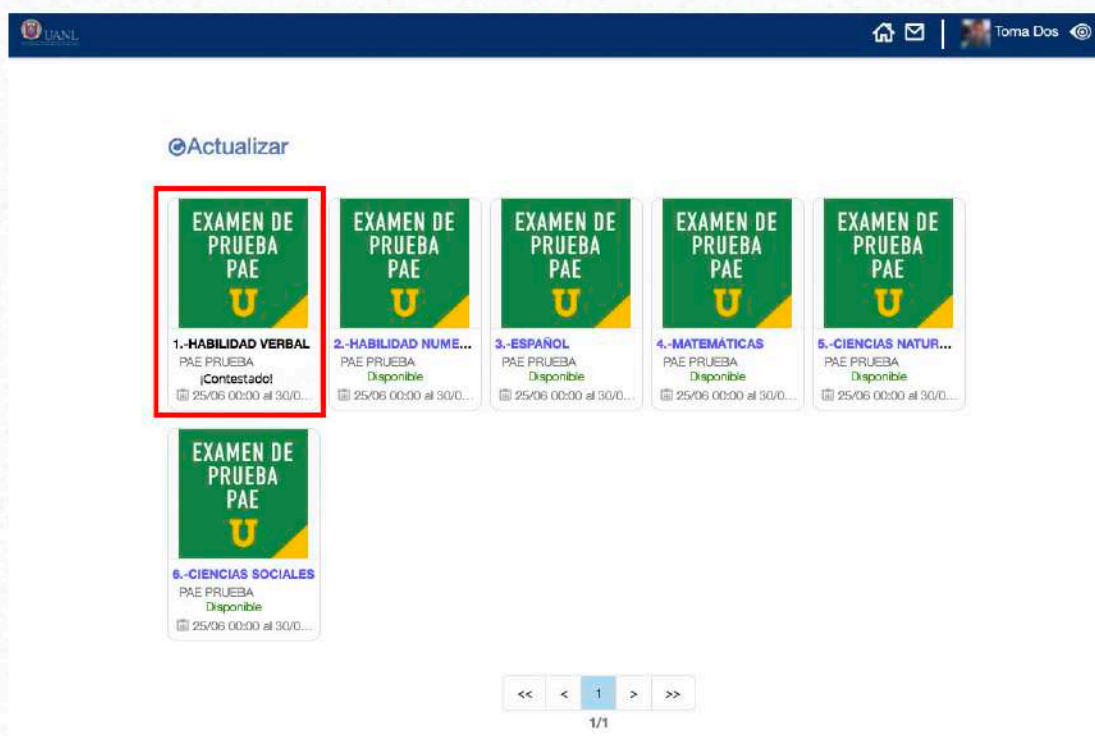 UANL
Toma Dos
Actualizar
EXAMEN DE
PRUEBA
PAE
U
1.-HABILIDAD VERBAL
PAE PRUEBA
¡Contestado!
25/06 00:00 al 30/0...
EXAMEN DE
PRUEBA
PAE
U
2.-HABILIDAD NUME...
PAE PRUEBA
Disponible
25/06 00:00 al 30/0...
EXAMEN DE
PRUEBA
PAE
U
3.-ESPAÑOL
PAE PRUEBA
Disponible
25/06 00:00 al 30/0...
EXAMEN DE
PRUEBA
PAE
U
4.-MATEMÁTICAS
PAE PRUEBA
Disponible
25/06 00:00 al 30/0...
EXAMEN DE
PRUEBA
PAE
U
5.-CIENCIAS NATUR...
PAE PRUEBA
Disponible
25/06 00:00 al 30/0...
EXAMEN DE
PRUEBA
PAE
U
6.-CIENCIAS SOCIALES
PAE PRUEBA
Disponible
25/06 00:00 al 30/0...
<< < 1 > >>
1/1